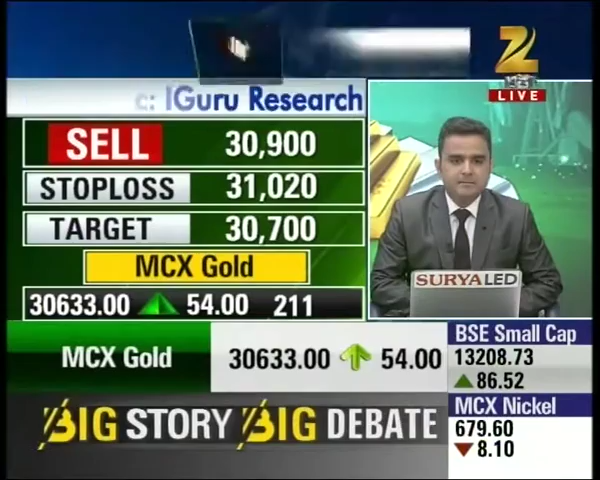 LIVE
c: IGuru Research
SELL 30,900
STOPLOSS 31,020
TARGET 30,700
MCX Gold
30633.00 54.00 211
SURYA LED
MCX Gold 30633.00 54.00
BSE Small Cap
13208.73
86.52
MCX Nickel
679.60
8.10
BIG STORY BIG DEBATE